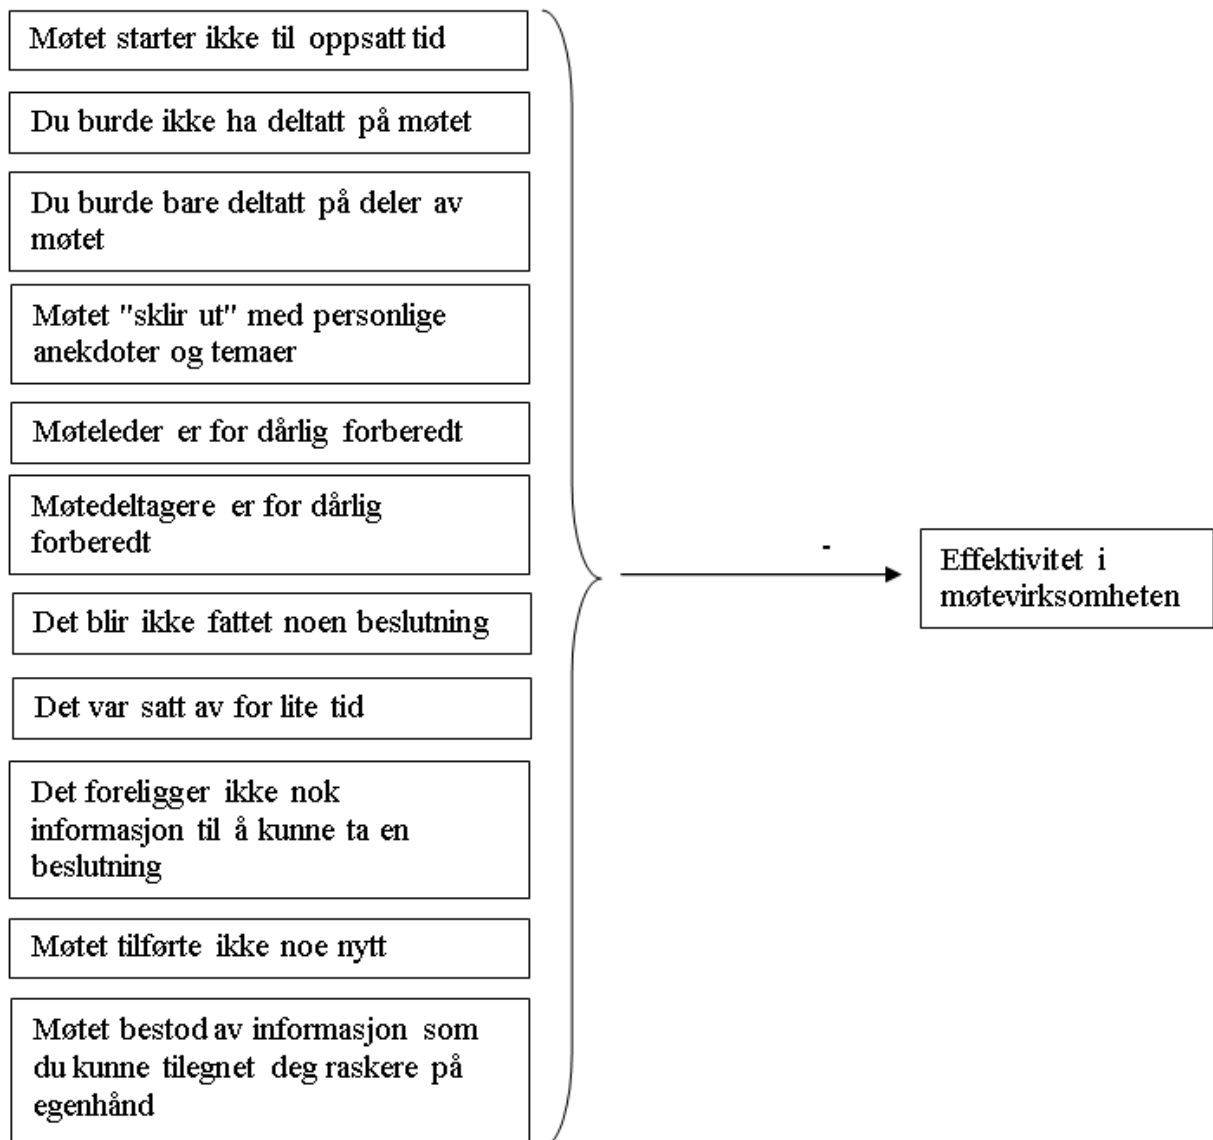 Møtet starter ikke til oppsatt tid
Du burde ikke ha deltatt på møtet
Du burde bare deltatt på deler av
møtet
Møtet "sklir ut" med personlige
anekdoter og temaer
Møteleder er for dårlig forberedt
Møtedeltagere er for dårlig
forberedt
Det blir ikke fattet noen beslutning
Det var satt av for lite tid
Det foreligger ikke nok
informasjon til å kunne ta en
beslutning
Møtet tilførte ikke noe nytt
Møtet bestod av informasjon som
du kunne tilegnet deg raskere på
egenhånd
-
Effektivitet i
møtevirksomheten